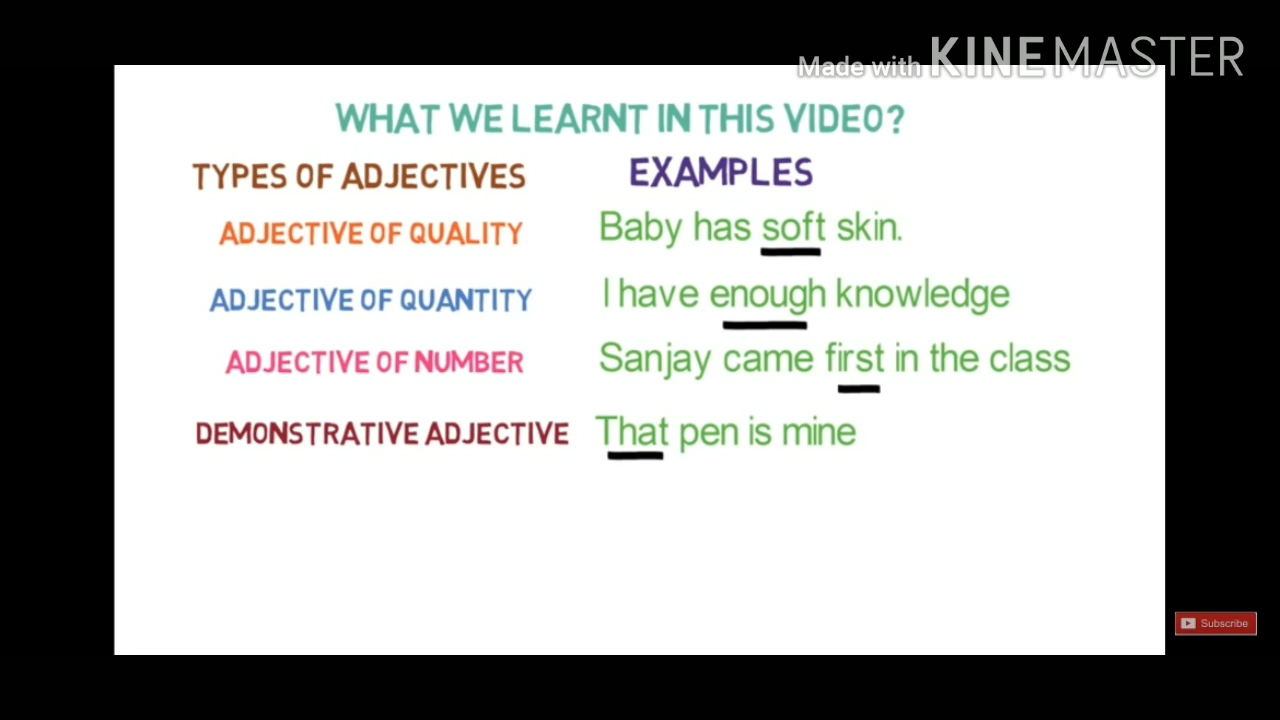 Made with KINEMASTER
WHAT WE LEARNT IN THIS VIDEO?
TYPES OF ADJECTIVES EXAMPLES
ADJECTIVE OF QUALITY Baby has soft skin.
ADJECTIVE OF QUANTITY I have enough knowledge
ADJECTIVE OF NUMBER Sanjay came first in the class
DEMONSTRATIVE ADJECTIVE That pen is mine
Subscribe